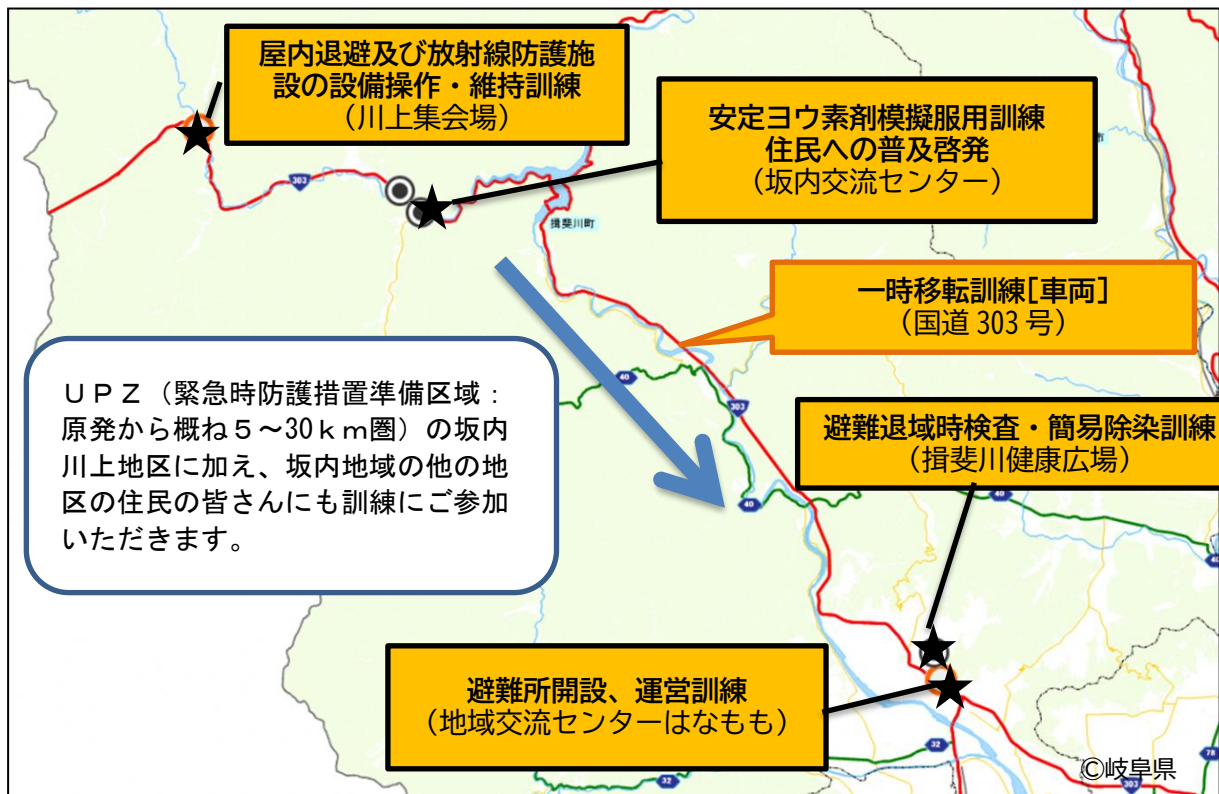 屋内退避及び放射線防護施
設の設備操作・維持訓練
（川上集会場）
安定ヨウ素剤模擬服用訓練
住民への普及啓発
（坂内交流センター）
303
揖斐川町
市
一時移転訓練[車両]
（国道 303 号）
40
303
ＵＰＺ（緊急時防護措置準備区域：
原発から概ね５～30ｋｍ圏）の坂内
川上地区に加え、坂内地域の他の地
区の住民の皆さんにも訓練にご参加
いただきます。
避難退域時検査・簡易除染訓練
（揖斐川健康広場）
40
40
40
避難所開設、運営訓練
（地域交流センターはなもも）
32
32
78
303
©岐阜県